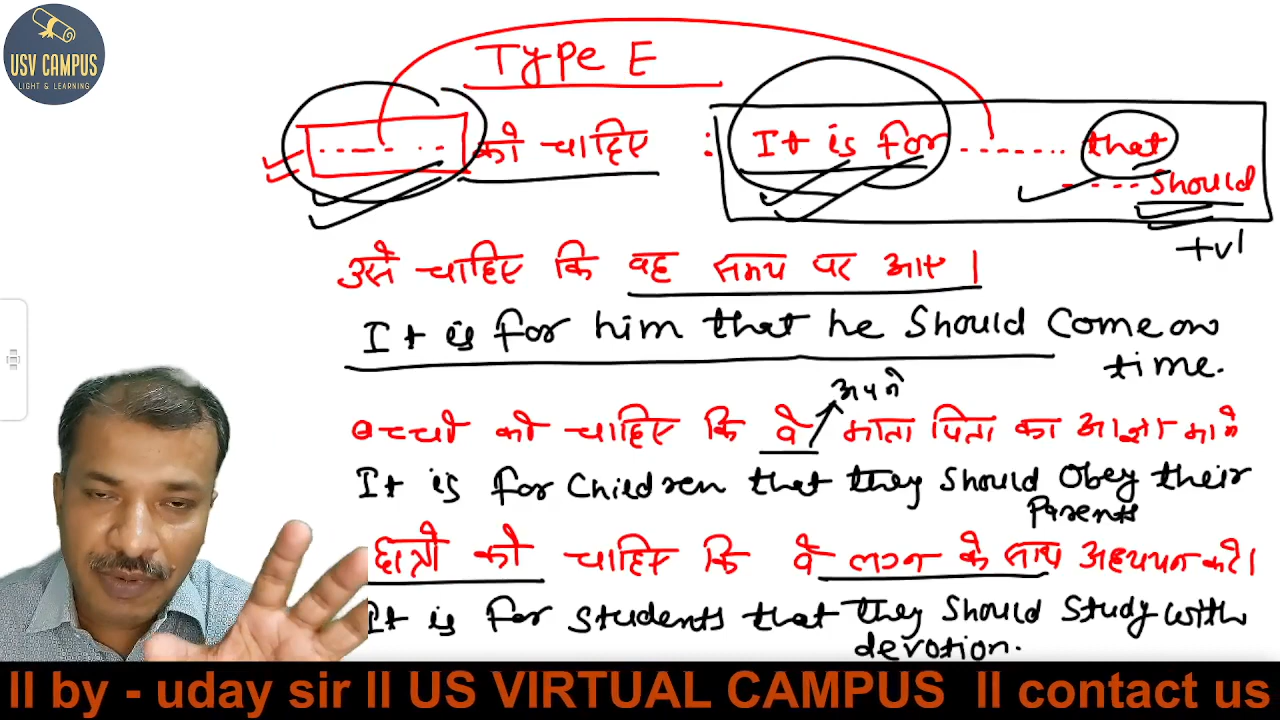 USV CAMPUS
LIGHT & LEARNING
Type E
को चाहिए : It is for ........ that
..... Should
+v1
उसे चाहिए कि वह समय पर आए ।
It is for him that he Should Come on
time.
अपने
बच्चों को चाहिए कि वे माता पिता का आज्ञा माने
It is for Children that they Should Obey their
Parents
छात्रों को चाहिए कि वे लगन के साथ अध्ययन करें।
It is for Students that they Should Study with
devotion.
ll by - uday sir ll US VIRTUAL CAMPUS ll contact us